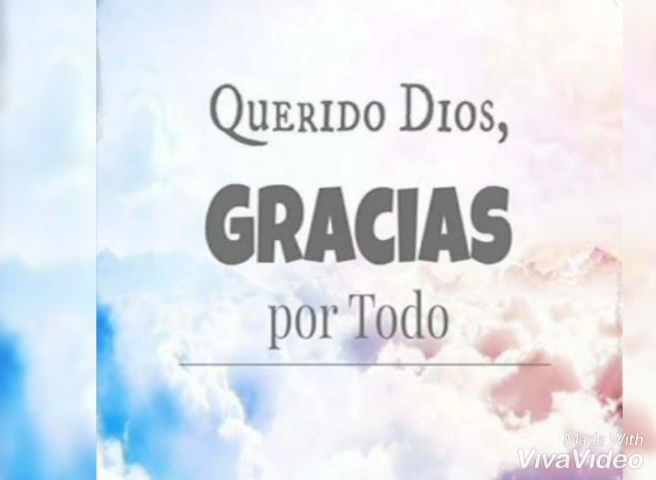 Querido Dios,
GRACIAS
por Todo
Made With
VivaVideo